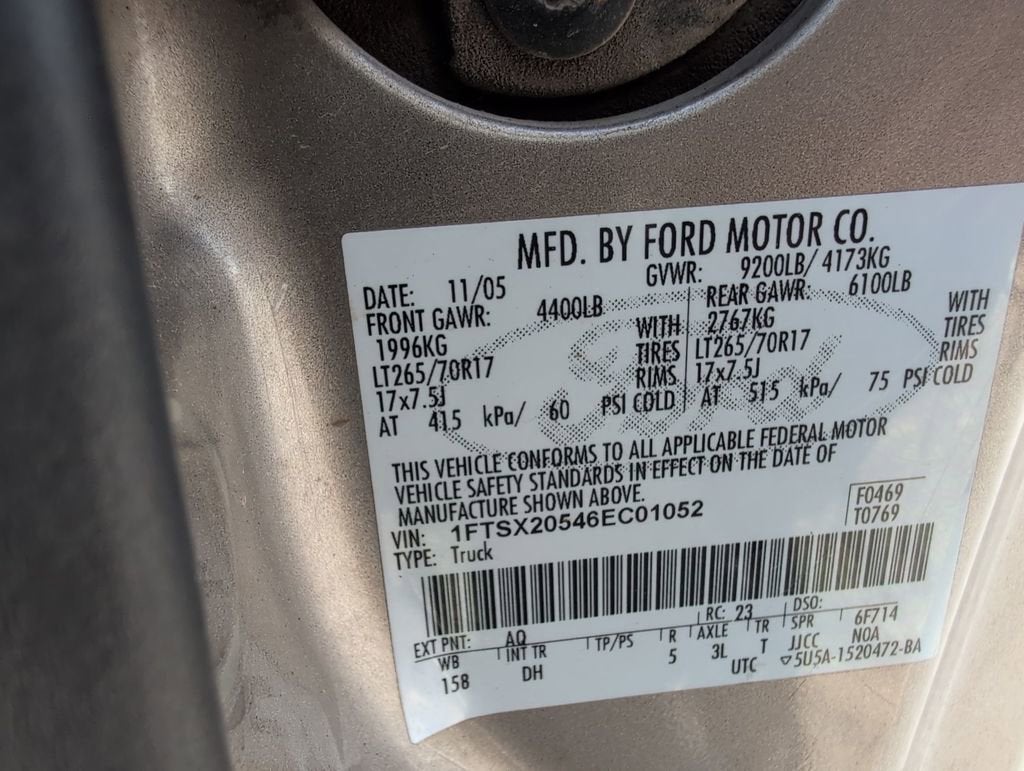 MFD. BY FORD MOTOR CO.
DATE: 11/05 GVWR: 9200LB/ 4173KG
FRONT GAWR: 4400LB REAR GAWR: 6100LB
1996KG WITH 2767KG WITH
LT265/70R17 TIRES LT265/70R17 TIRES
17x7.5J RIMS 17x7.5J RIMS
AT 415 kPa/ 60 PSI COLD AT 515 kPa/ 75 PSI COLD
THIS VEHICLE CONFORMS TO ALL APPLICABLE FEDERAL MOTOR
VEHICLE SAFETY STANDARDS IN EFFECT ON THE DATE OF
MANUFACTURE SHOWN ABOVE.
VIN: 1FTSX20546EC01052 F0469
TYPE: Truck T0769
EXT PNT: AQ RC: 23 DSO:
WB INT TR TP/PS R AXLE TR SPR 6F714
158 DH 5 3L T JJCC NOA
UTC ▽5U5A-1520472-BA